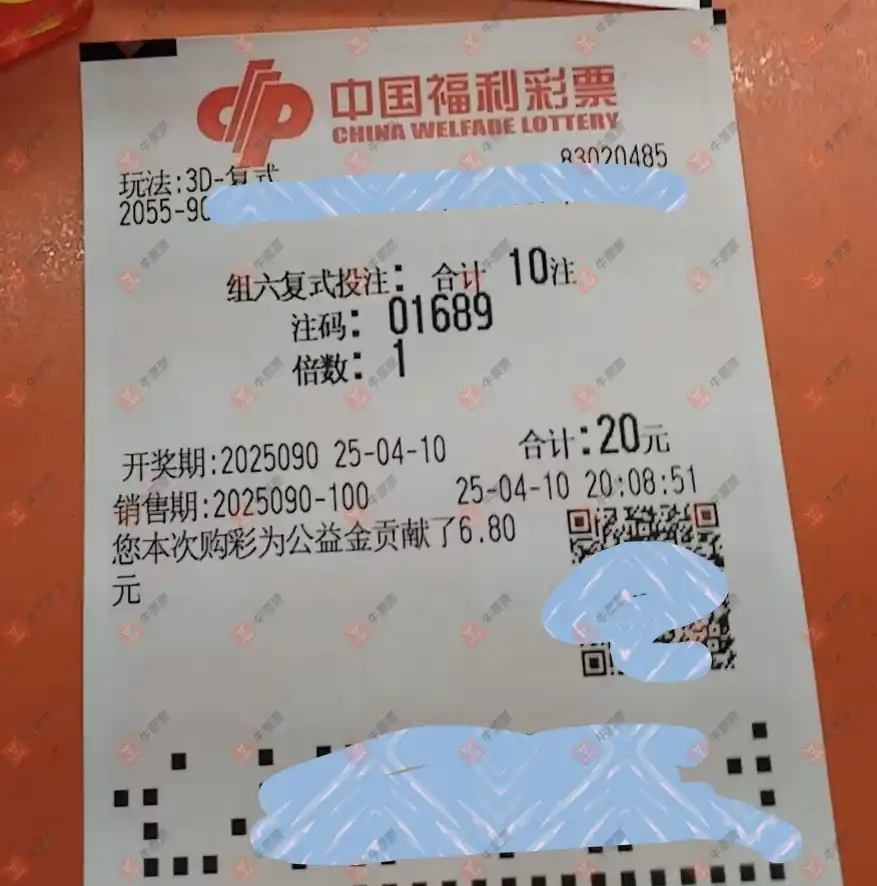 中国福利彩票
CHINA WELFARE LOTTERY
83020485
玩法:3D-复式
2055-90
组六复式投注: 合计 10注
注码: 01689
倍数: 1
开奖期:2025090 25-04-10 合计:20元
销售期:2025090-100 25-04-10 20:08:51
您本次购彩为公益金贡献了6.80
元